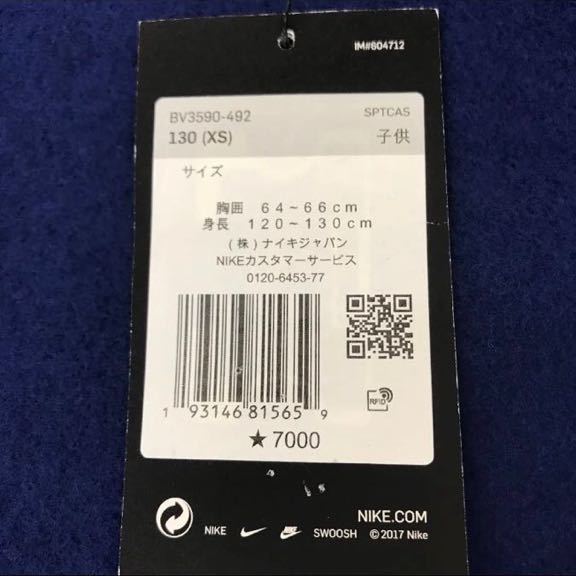 IM#604712
BV3590-492 SPTCAS
130 (XS) 子供
サイズ
胸囲 64～66cm
身長 120～130cm
(株)ナイキジャパン
NIKEカスタマーサービス
0120-6453-77
RFID
1 93146 81565 9
★7000
NIKE.COM
NIKE SWOOSH © 2017 Nike